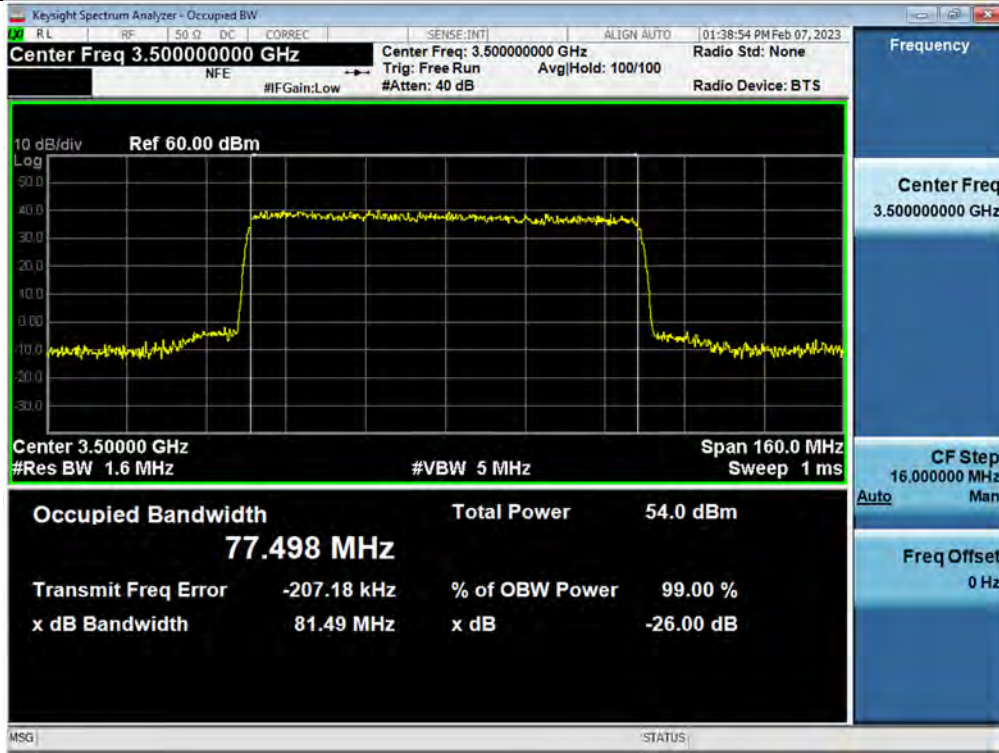 Keysight Spectrum Analyzer - Occupied BW
LXI RL RF 50 Ω DC CORREC SENSE:INT ALIGN AUTO 01:38:54 PM Feb 07, 2023
Center Freq 3.500000000 GHz
Center Freq: 3.500000000 GHz
Radio Std: None
NFE
Trig: Free Run
Avg|Hold: 100/100
#IFGain:Low
#Atten: 40 dB
Radio Device: BTS
Frequency
10 dB/div
Ref 60.00 dBm
Log
50.0
40.0
30.0
20.0
10.0
0.00
-10.0
-20.0
-30.0
Center 3.50000 GHz
Span 160.0 MHz
#Res BW 1.6 MHz
#VBW 5 MHz
Sweep 1 ms
Occupied Bandwidth
77.498 MHz
Total Power 54.0 dBm
Transmit Freq Error -207.18 kHz
% of OBW Power 99.00 %
x dB Bandwidth 81.49 MHz
x dB -26.00 dB
Center Freq
3.500000000 GHz
CF Step
16.000000 MHz
Auto Man
Freq Offset
0 Hz
MSG
STATUS